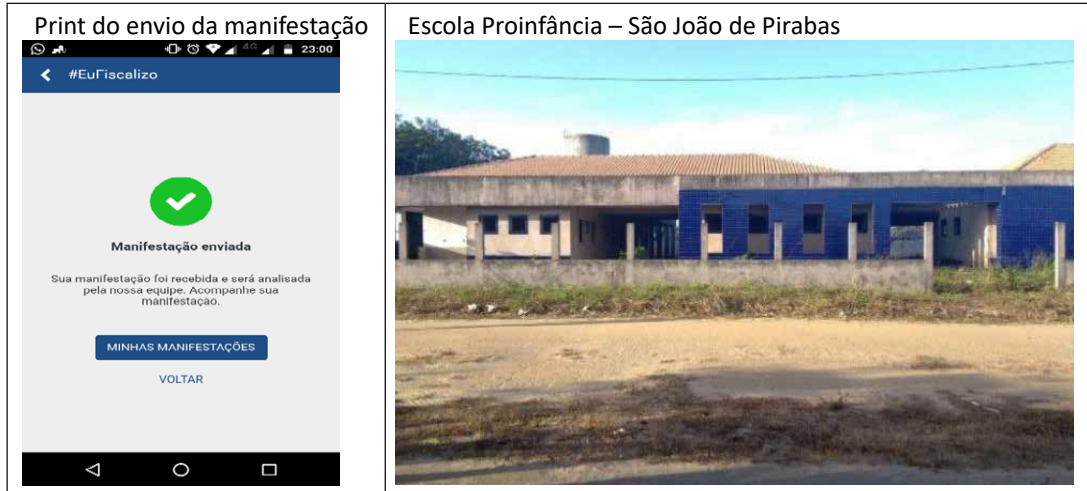 Print do envio da manifestação
Escola Proinfância – São João de Pirabas
4G 23:00
#EuFiscalizo
Manifestação enviada
Sua manifestação foi recebida e será analisada
pela nossa equipe. Acompanhe sua
manifestação.
MINHAS MANIFESTAÇÕES
VOLTAR